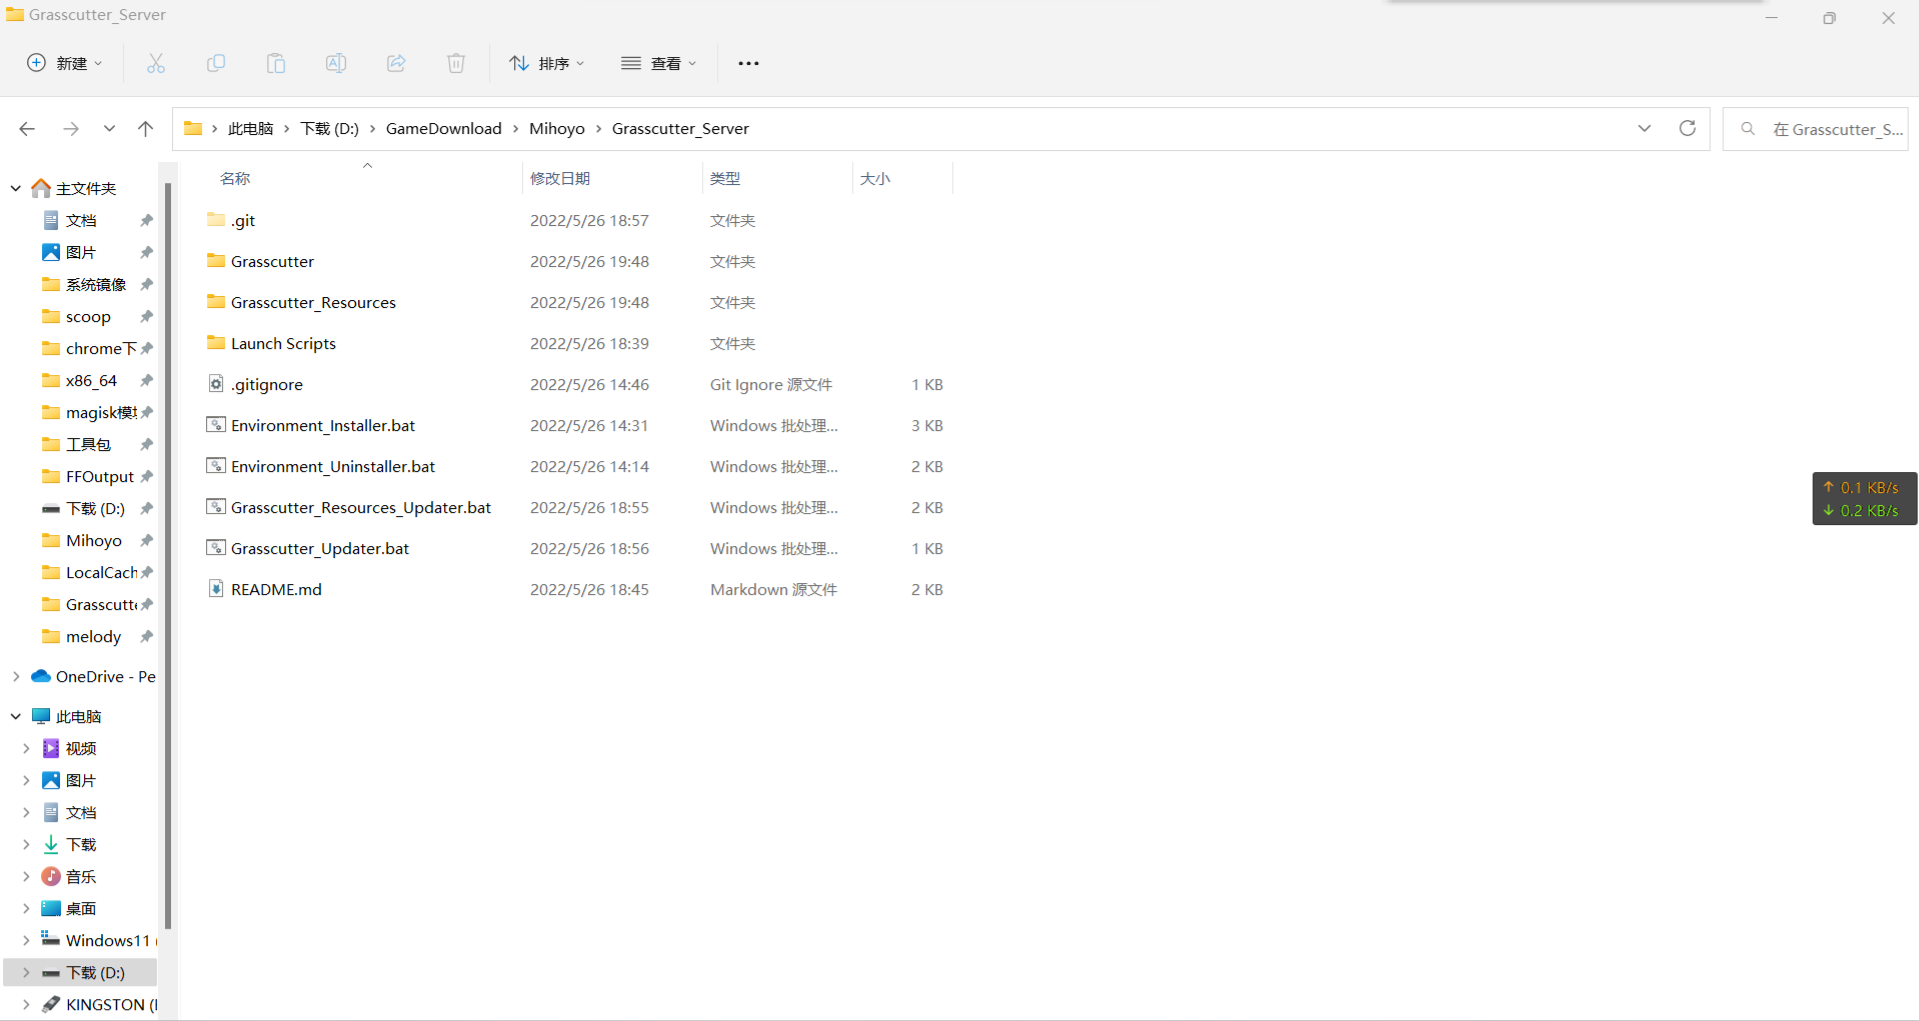 Grasscutter_Server
新建
排序
查看
此电脑 下载 (D:) GameDownload Mihoyo Grasscutter_Server
在 Grasscutter_S...
主文件夹
文档
图片
系统镜像
scoop
chrome下
x86_64
magisk模
工具包
FFOutput
下载 (D:)
Mihoyo
LocalCach
Grasscutt
melody
OneDrive - Pe
此电脑
视频
图片
文档
下载
音乐
桌面
Windows11 (
下载 (D:)
KINGSTON (
名称 修改日期 类型 大小
.git 2022/5/26 18:57 文件夹
Grasscutter 2022/5/26 19:48 文件夹
Grasscutter_Resources 2022/5/26 19:48 文件夹
Launch Scripts 2022/5/26 18:39 文件夹
.gitignore 2022/5/26 14:46 Git Ignore 源文件 1 KB
Environment_Installer.bat 2022/5/26 14:31 Windows 批处理... 3 KB
Environment_Uninstaller.bat 2022/5/26 14:14 Windows 批处理... 2 KB
Grasscutter_Resources_Updater.bat 2022/5/26 18:55 Windows 批处理... 2 KB
Grasscutter_Updater.bat 2022/5/26 18:56 Windows 批处理... 1 KB
README.md 2022/5/26 18:45 Markdown 源文件 2 KB
↑ 0.1 KB/s
↓ 0.2 KB/s